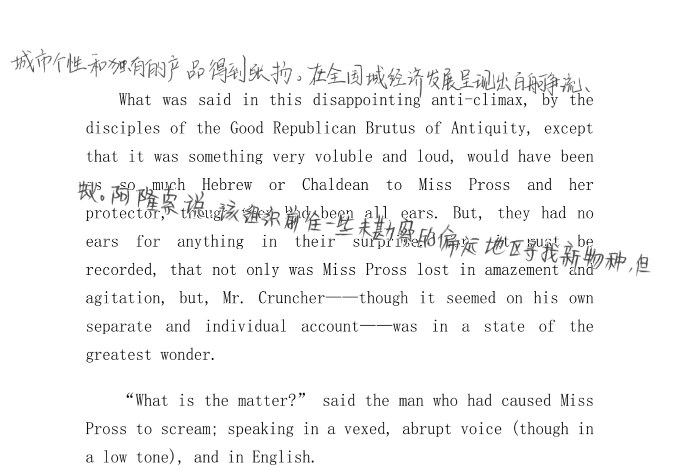 城市个性和独有的产品得到张扬。在全国城经济发展呈现出百舸争流、
What was said in this disappointing anti-climax, by the
disciples of the Good Republican Brutus of Antiquity, except
that it was something very voluble and loud, would have been
as so much Hebrew or Chaldean to Miss Pross and her
蚁。阿隆索说,该组织前往一些未勘察的偏远地区寻找新物种,但
protector, though they had been all ears. But, they had no
ears for anything in their surprise. it must be
recorded, that not only was Miss Pross lost in amazement and
agitation, but, Mr. Cruncher——though it seemed on his own
separate and individual account——was in a state of the
greatest wonder.
“What is the matter?” said the man who had caused Miss
Pross to scream; speaking in a vexed, abrupt voice (though in
a low tone), and in English.